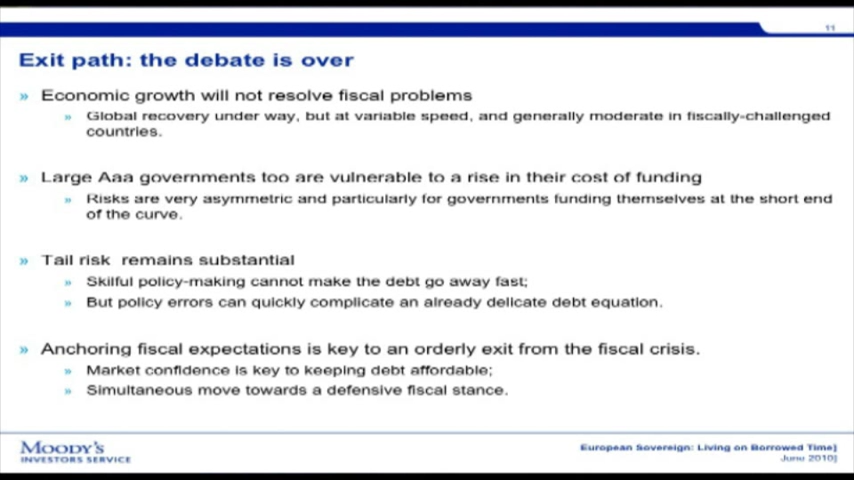 11
Exit path: the debate is over
» Economic growth will not resolve fiscal problems
» Global recovery under way, but at variable speed, and generally moderate in fiscally-challenged
countries.
» Large Aaa governments too are vulnerable to a rise in their cost of funding
» Risks are very asymmetric and particularly for governments funding themselves at the short end
of the curve.
» Tail risk remains substantial
» Skilful policy-making cannot make the debt go away fast;
» But policy errors can quickly complicate an already delicate debt equation.
» Anchoring fiscal expectations is key to an orderly exit from the fiscal crisis.
» Market confidence is key to keeping debt affordable;
» Simultaneous move towards a defensive fiscal stance.
MOODY'S
INVESTORS SERVICE
European Sovereign: Living on Borrowed Time]
June 2010]